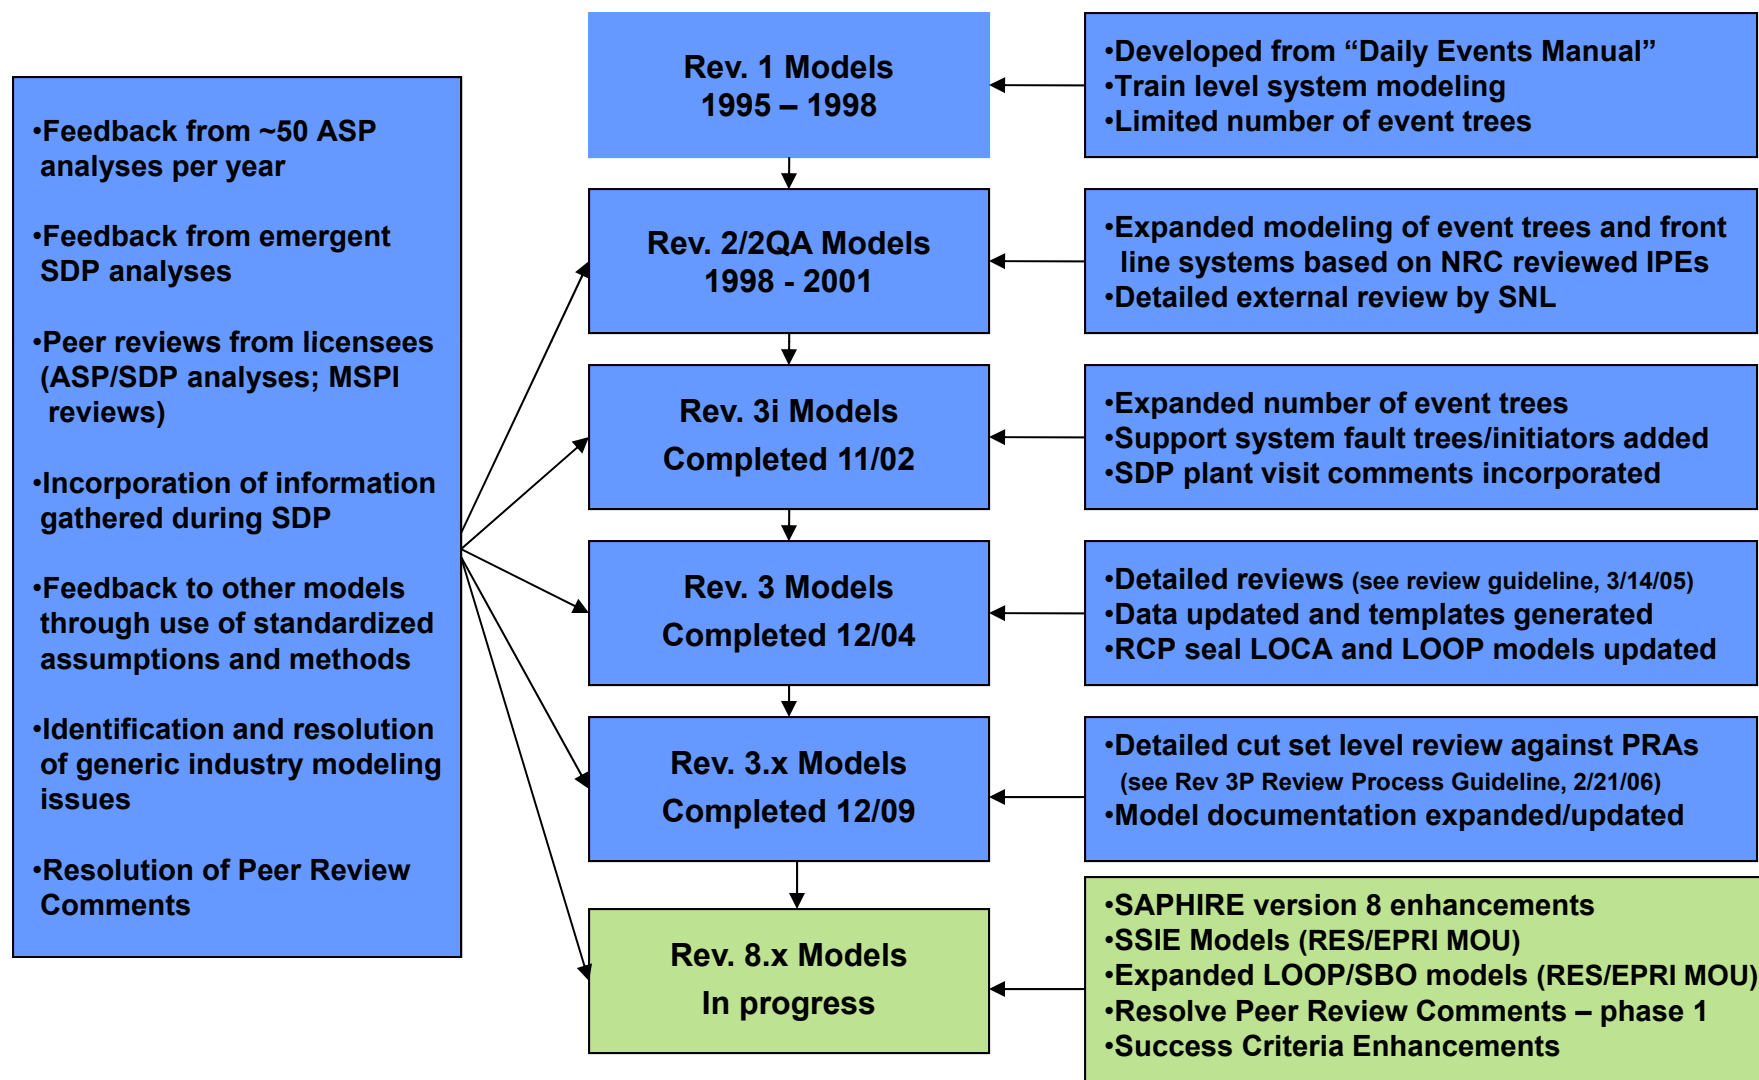 •Feedback from ~50 ASP
analyses per year
•Feedback from emergent
SDP analyses
•Peer reviews from licensees
(ASP/SDP analyses; MSPI
reviews)
•Incorporation of information
gathered during SDP
•Feedback to other models
through use of standardized
assumptions and methods
•Identification and resolution
of generic industry modeling
issues
•Resolution of Peer Review
Comments
Rev. 1 Models
1995 – 1998
•Developed from “Daily Events Manual”
•Train level system modeling
•Limited number of event trees
Rev. 2/2QA Models
1998 - 2001
•Expanded modeling of event trees and front
line systems based on NRC reviewed IPEs
•Detailed external review by SNL
Rev. 3i Models
Completed 11/02
•Expanded number of event trees
•Support system fault trees/initiators added
•SDP plant visit comments incorporated
Rev. 3 Models
Completed 12/04
•Detailed reviews (see review guideline, 3/14/05)
•Data updated and templates generated
•RCP seal LOCA and LOOP models updated
Rev. 3.x Models
Completed 12/09
•Detailed cut set level review against PRAs
(see Rev 3P Review Process Guideline, 2/21/06)
•Model documentation expanded/updated
Rev. 8.x Models
In progress
•SAPHIRE version 8 enhancements
•SSIE Models (RES/EPRI MOU)
•Expanded LOOP/SBO models (RES/EPRI MOU)
•Resolve Peer Review Comments – phase 1
•Success Criteria Enhancements